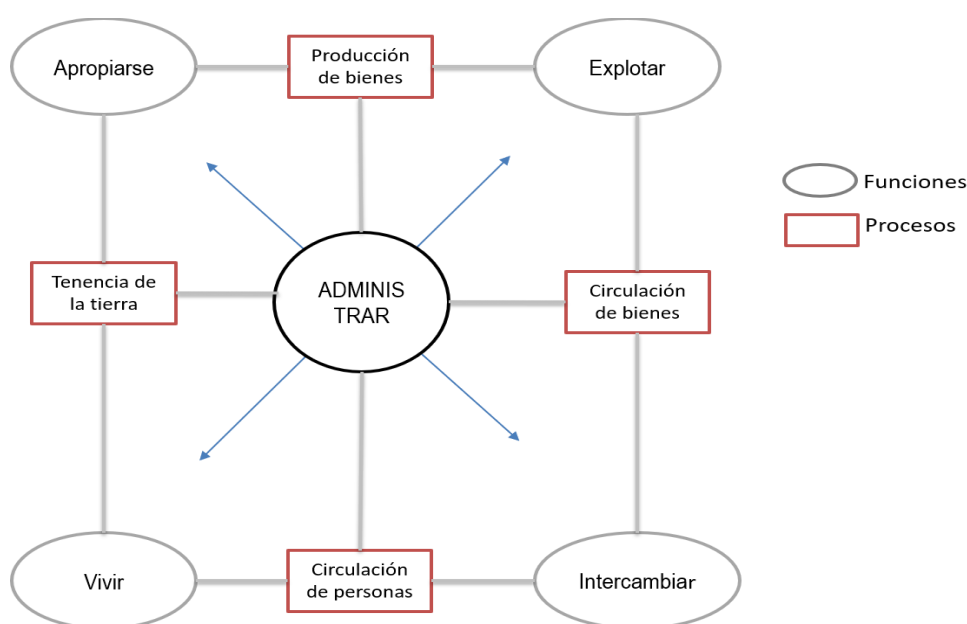 Apropiarse
Producción
de bienes
Explotar
Funciones
Procesos
Tenencia de
la tierra
ADMINIS
TRAR
Circulación
de bienes
Vivir
Circulación
de personas
Intercambiar